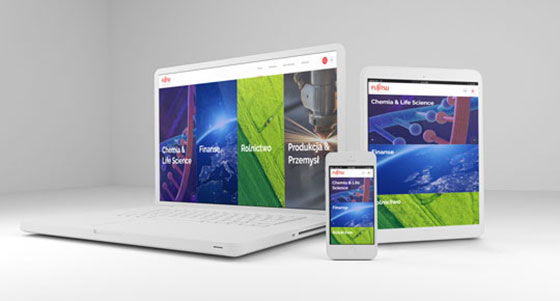 FUJITSU
Chemia &
Life Science
Finanse
Rolnictwo
Produkcja &
Przemysł
FUJITSU
Chemia & Life Science
Finanse
Rolnictwo
FUJITSU
Chemia & Life
Science
Finanse
Rolnictwo